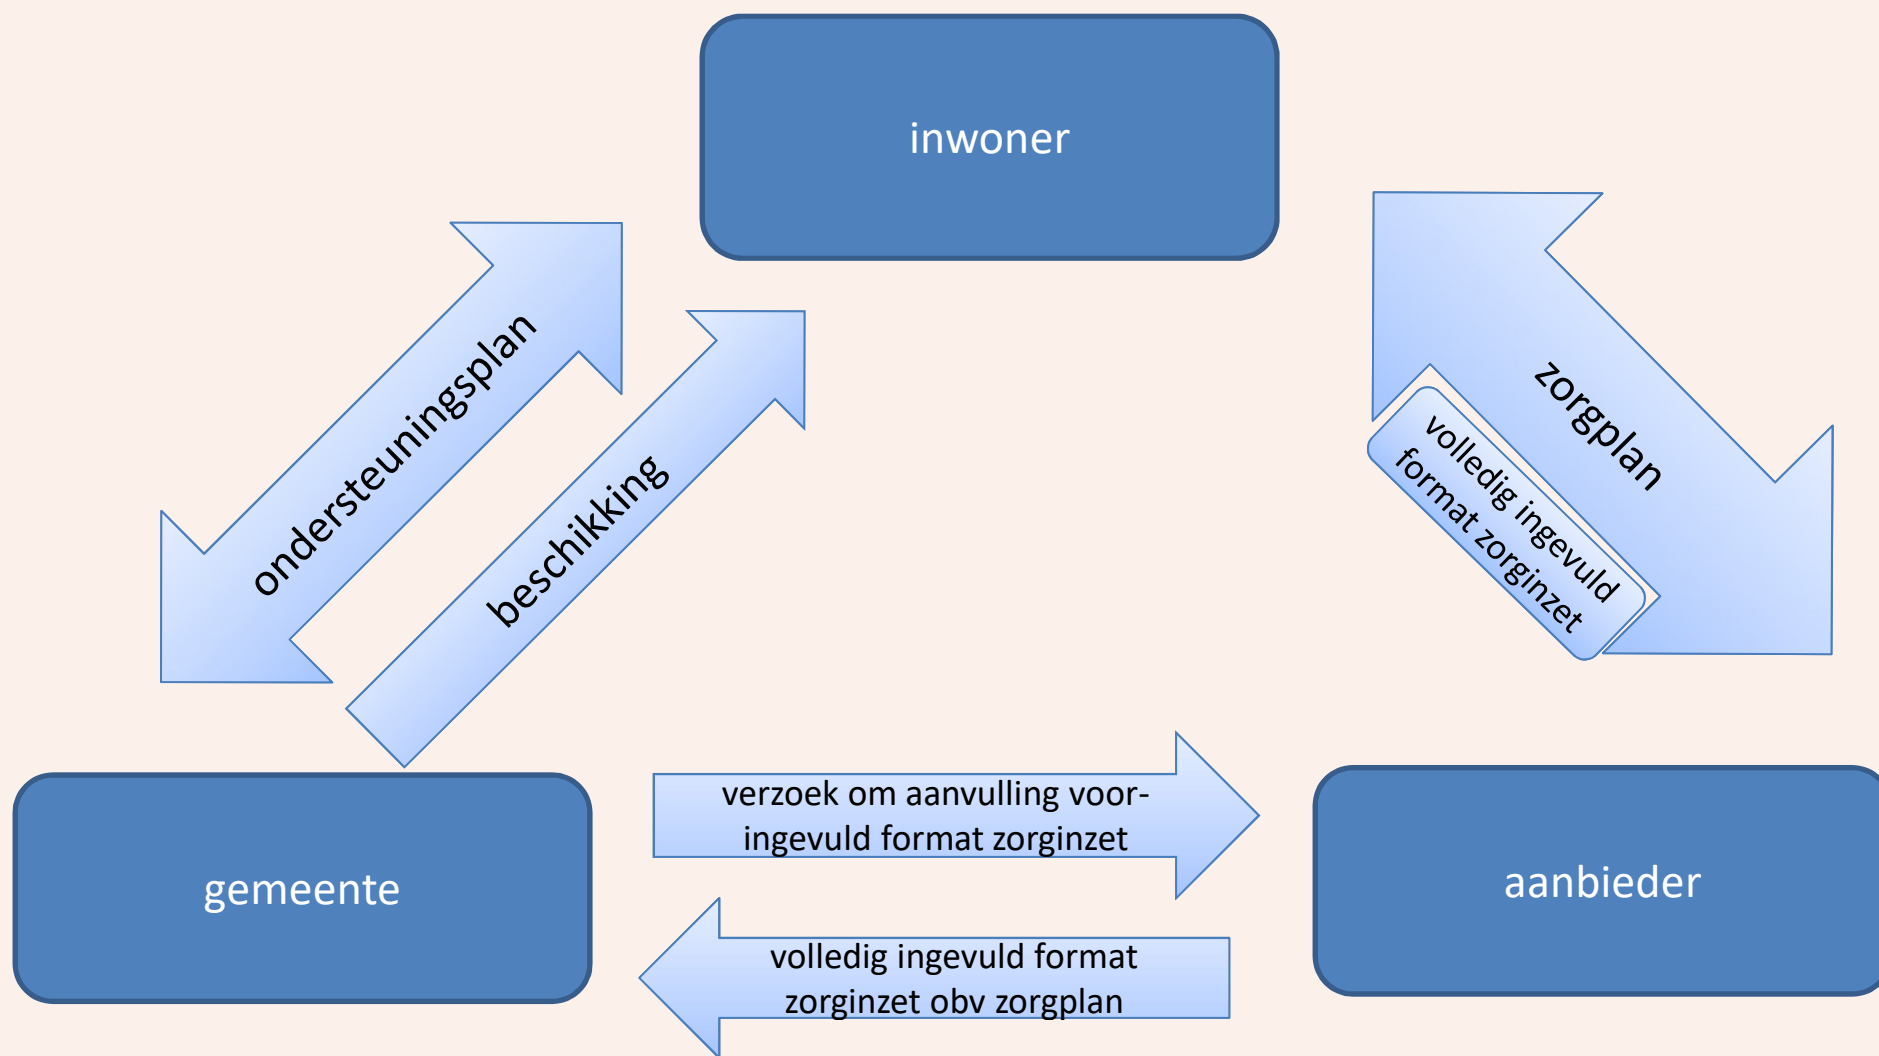 inwoner
ondersteuningsplan
beschikking
zorgplan
volledig ingevuld
format zorginzet
gemeente
verzoek om aanvulling voor-
ingevuld format zorginzet
volledig ingevuld format
zorginzet obv zorgplan
aanbieder